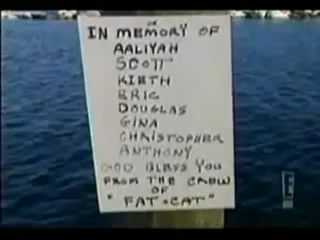 IN MEMORY OF
AALIYAH
SCOTT
KIETH
ERIC
DOUGLAS
GINA
CHRISTOPHER
ANTHONY
GOD BLESS YOU
FROM THE CREW
OF
"FAT-CAT"
E